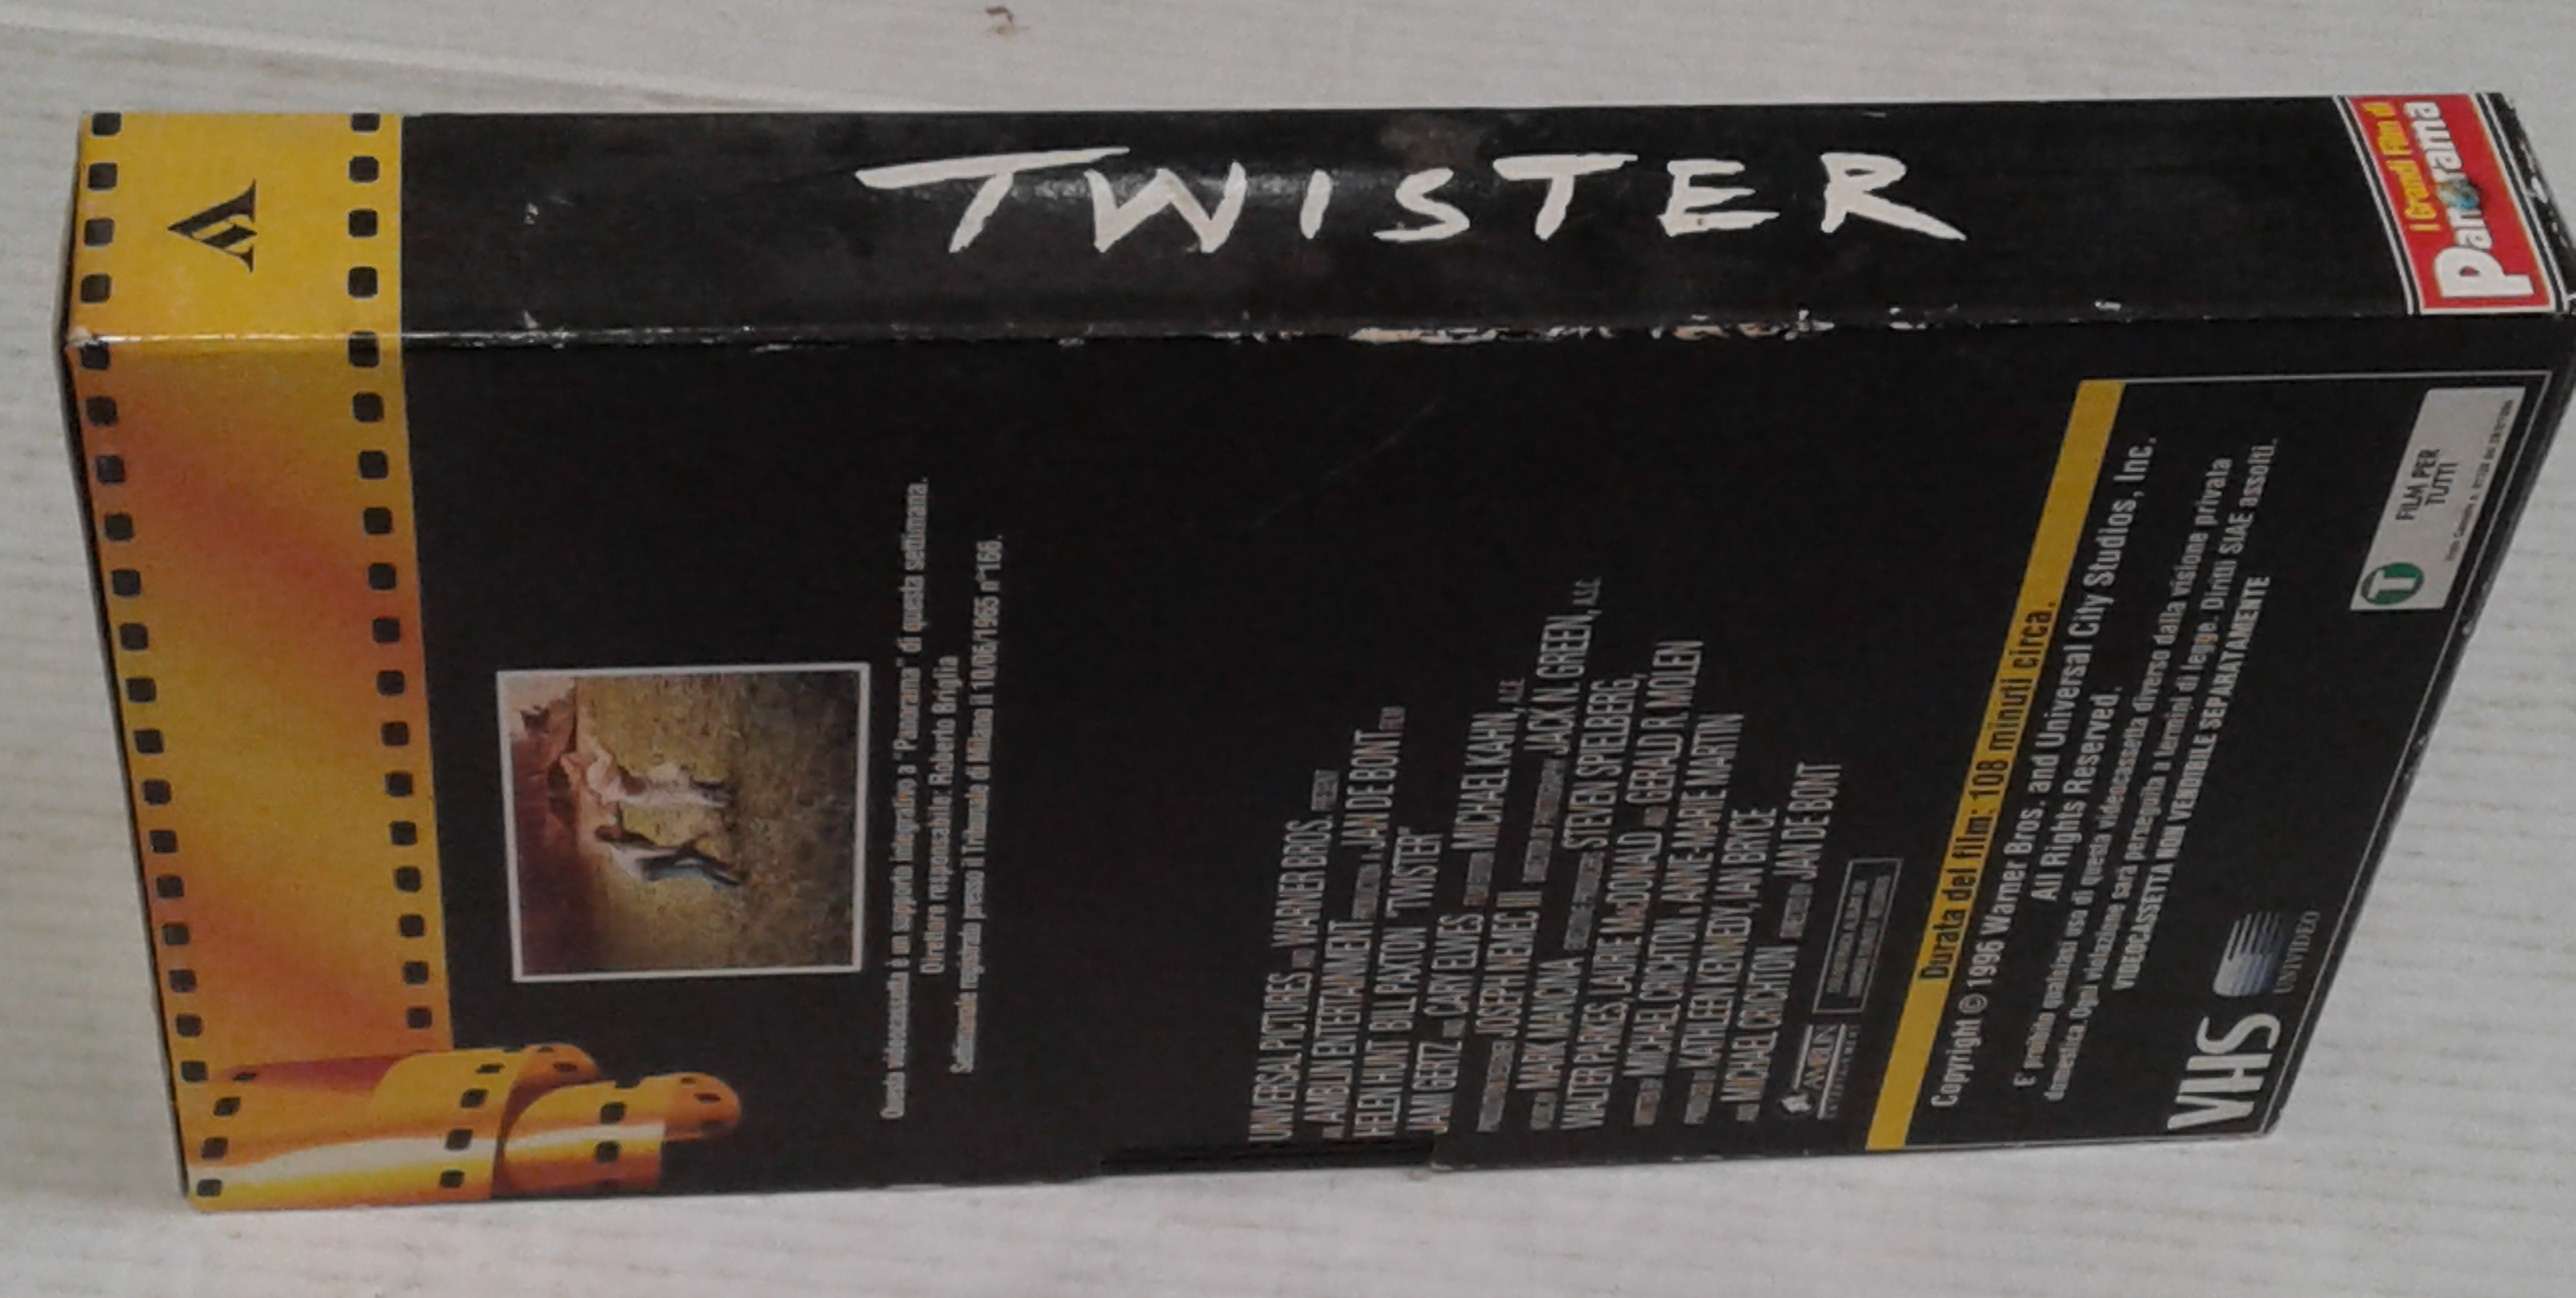 TWISTER
I Grandi Film di
Panorama
Questa videocassetta è un supporto integrativo a "Panorama" di questa settimana.
Direttore responsabile: Roberto Briglia
Settimanale registrato presso il Tribunale di Milano il 10/06/1965 n°166.
UNIVERSAL PICTURES WARNER BROS.
AMBLIN ENTERTAINMENT JAN DE BONT
HELEN HUNT BILL PAXTON "TWISTER"
JAMI GERTZ CARY ELWES MICHAEL KAHN,
JOSEPH NEMEC III JACK N. GREEN,
MARK MANCINA STEVEN SPIELBERG,
WALTER PARKES, LAURIE MacDONALD GERALD R. MOLEN
MICHAEL CRICHTON & ANNE-MARIE MARTIN
KATHLEEN KENNEDY, IAN BRYCE
MICHAEL CRICHTON JAN DE BONT
AMBLIN
ENTERTAINMENT
Durata del film: 108 minuti circa.
Copyright © 1996 Warner Bros. and Universal City Studios, Inc.
All Rights Reserved.
E' proibito qualsiasi uso di questa videocassetta diverso dalla visione privata
domestica. Ogni violazione sarà perseguita a termini di legge. Diritti SIAE assolti.
VIDEOCASSETTA NON VENDIBILE SEPARATAMENTE
VHS
UNIVIDEO
T
FILM PER
TUTTI